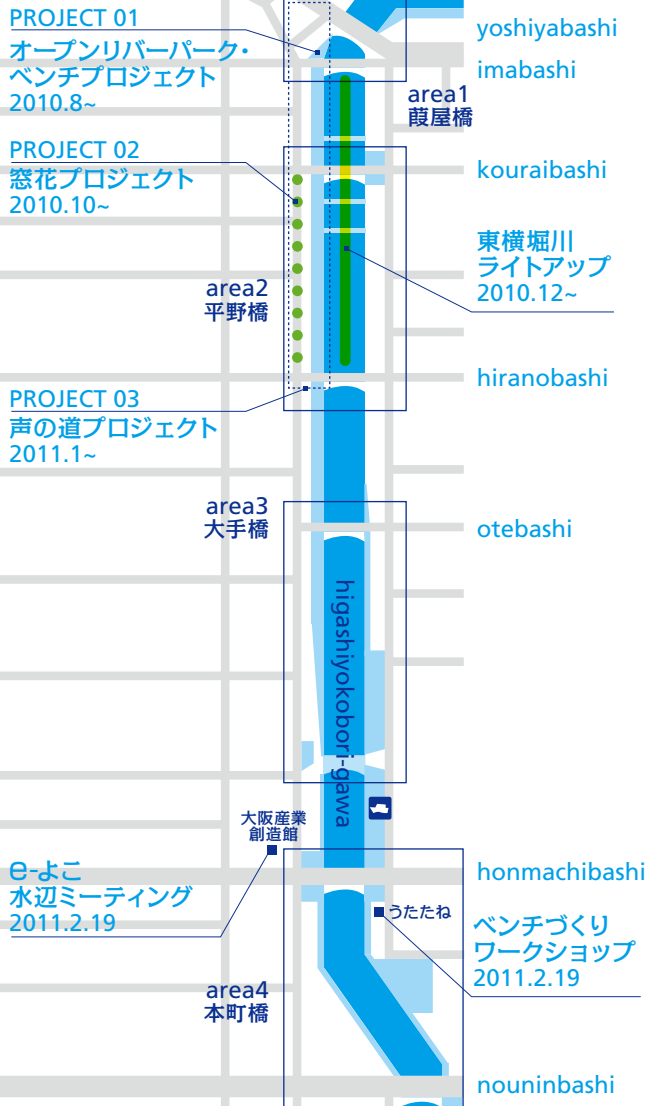 PROJECT 01
オープンリバーパーク・
ベンチプロジェクト
2010.8~
yoshiyabashi
imabashi
area1
葭屋橋
PROJECT 02
窓花プロジェクト
2010.10~
kouraibashi
東横堀川
ライトアップ
2010.12~
area2
平野橋
hiranobashi
PROJECT 03
声の道プロジェクト
2011.1~
area3
大手橋
otebashi
higashiyokobori-gawa
大阪産業
創造館
e-よこ
水辺ミーティング
2011.2.19
honmachibashi
うたたね
ベンチづくり
ワークショップ
2011.2.19
area4
本町橋
nouninbashi